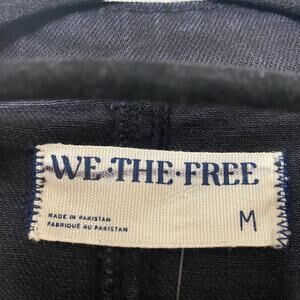 WE·THE·FREE
MADE IN PAKISTAN
FABRIQUÉ AU PAKISTAN
M